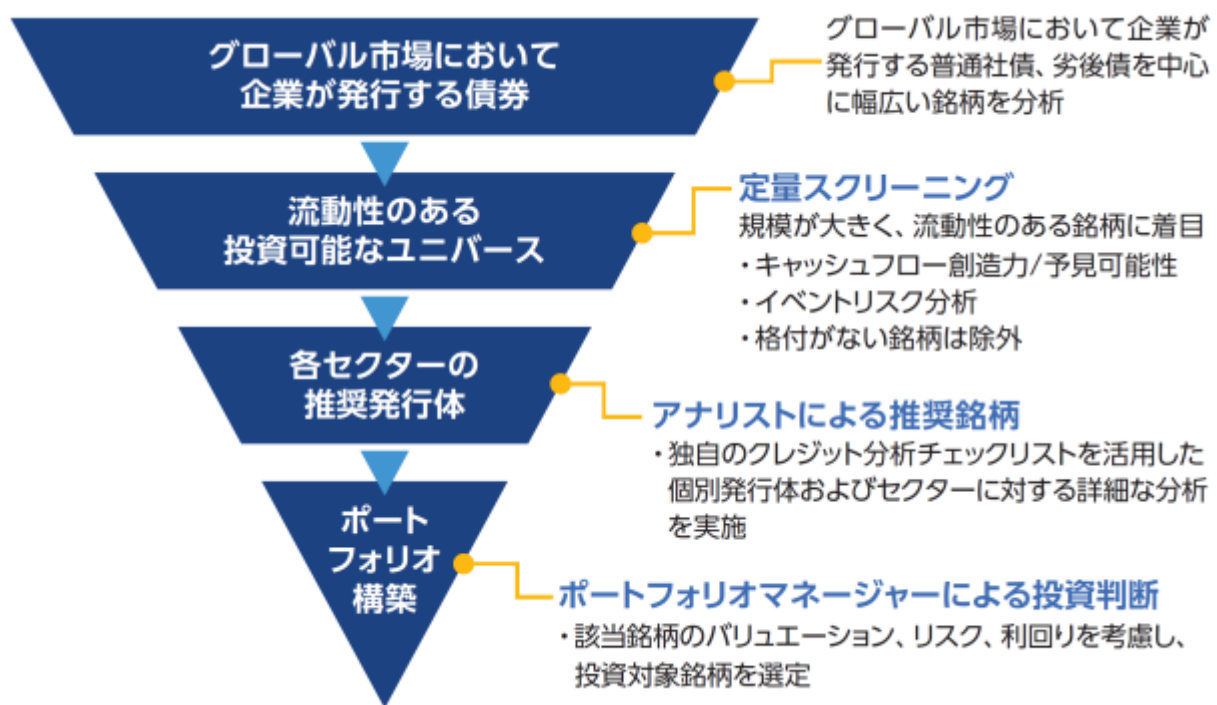 グローバル市場において
企業が発行する債券
グローバル市場において企業が
発行する普通社債、劣後債を中心
に幅広い銘柄を分析
流動性のある
投資可能なユニバース
定量スクリーニング
規模が大きく、流動性のある銘柄に着目
・キャッシュフロー創造力/予見可能性
・イベントリスク分析
・格付がない銘柄は除外
各セクターの
推奨発行体
アナリストによる推奨銘柄
・独自のクレジット分析チェックリストを活用した
個別発行体およびセクターに対する詳細な分析
を実施
ポート
フォリオ
構築
ポートフォリオマネージャーによる投資判断
・該当銘柄のバリュエーション、リスク、利回りを考慮し、
投資対象銘柄を選定